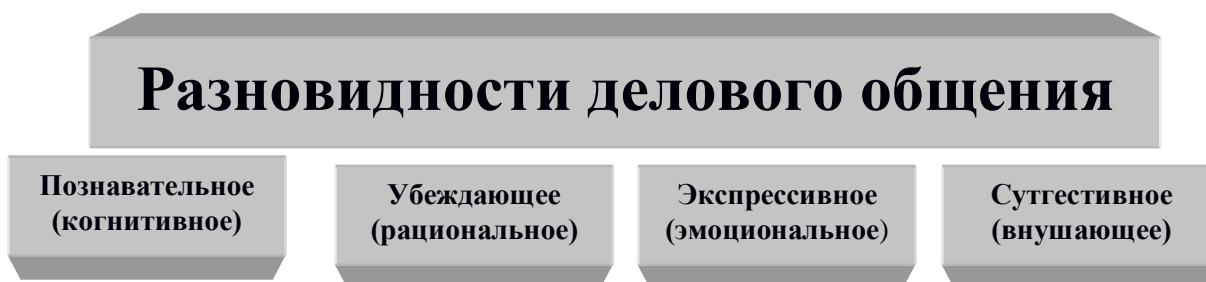 Разновидности делового общения
Познавательное
(когнитивное)
Убеждающее
(рациональное)
Экспрессивное
(эмоциональное)
Сутгестивное
(внушающее)